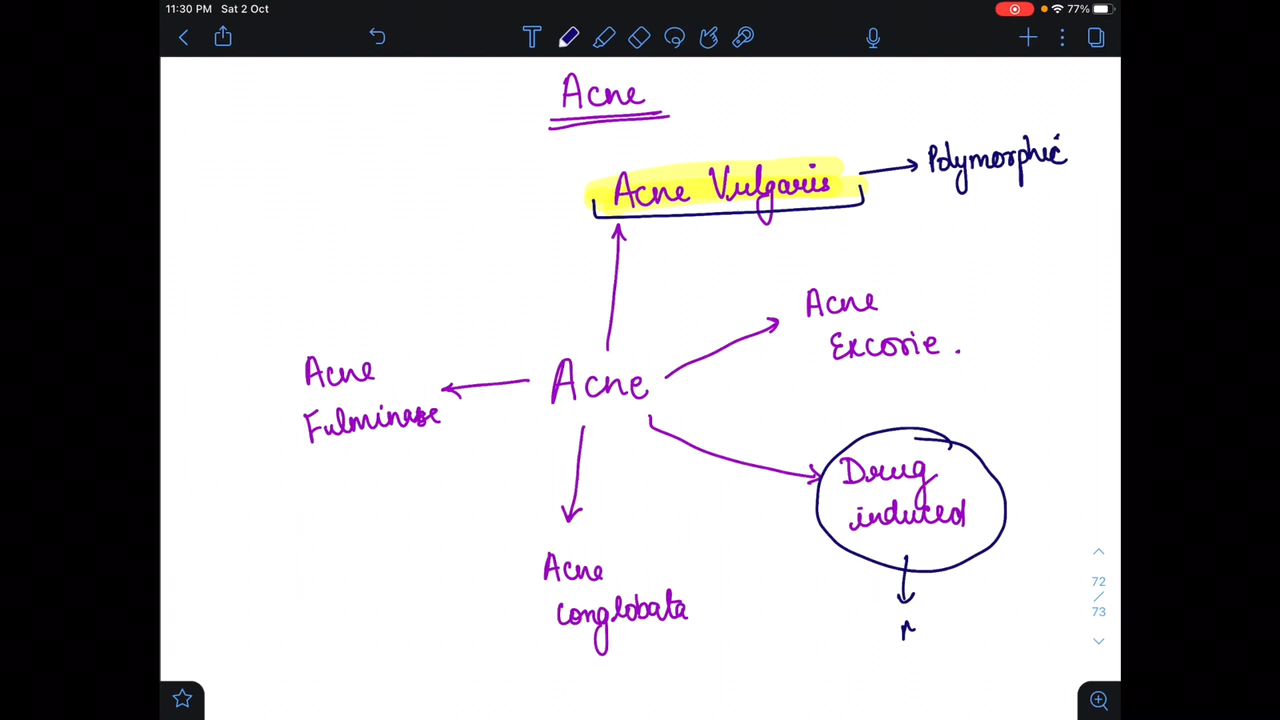 11:30 PM Sat 2 Oct
77%
T
Acne
Acne Vulgaris
Polymorphic
Acne
Excorie.
Acne
Acne
Fulminase
Drug
induced
Acne
conglobata
72
/
73